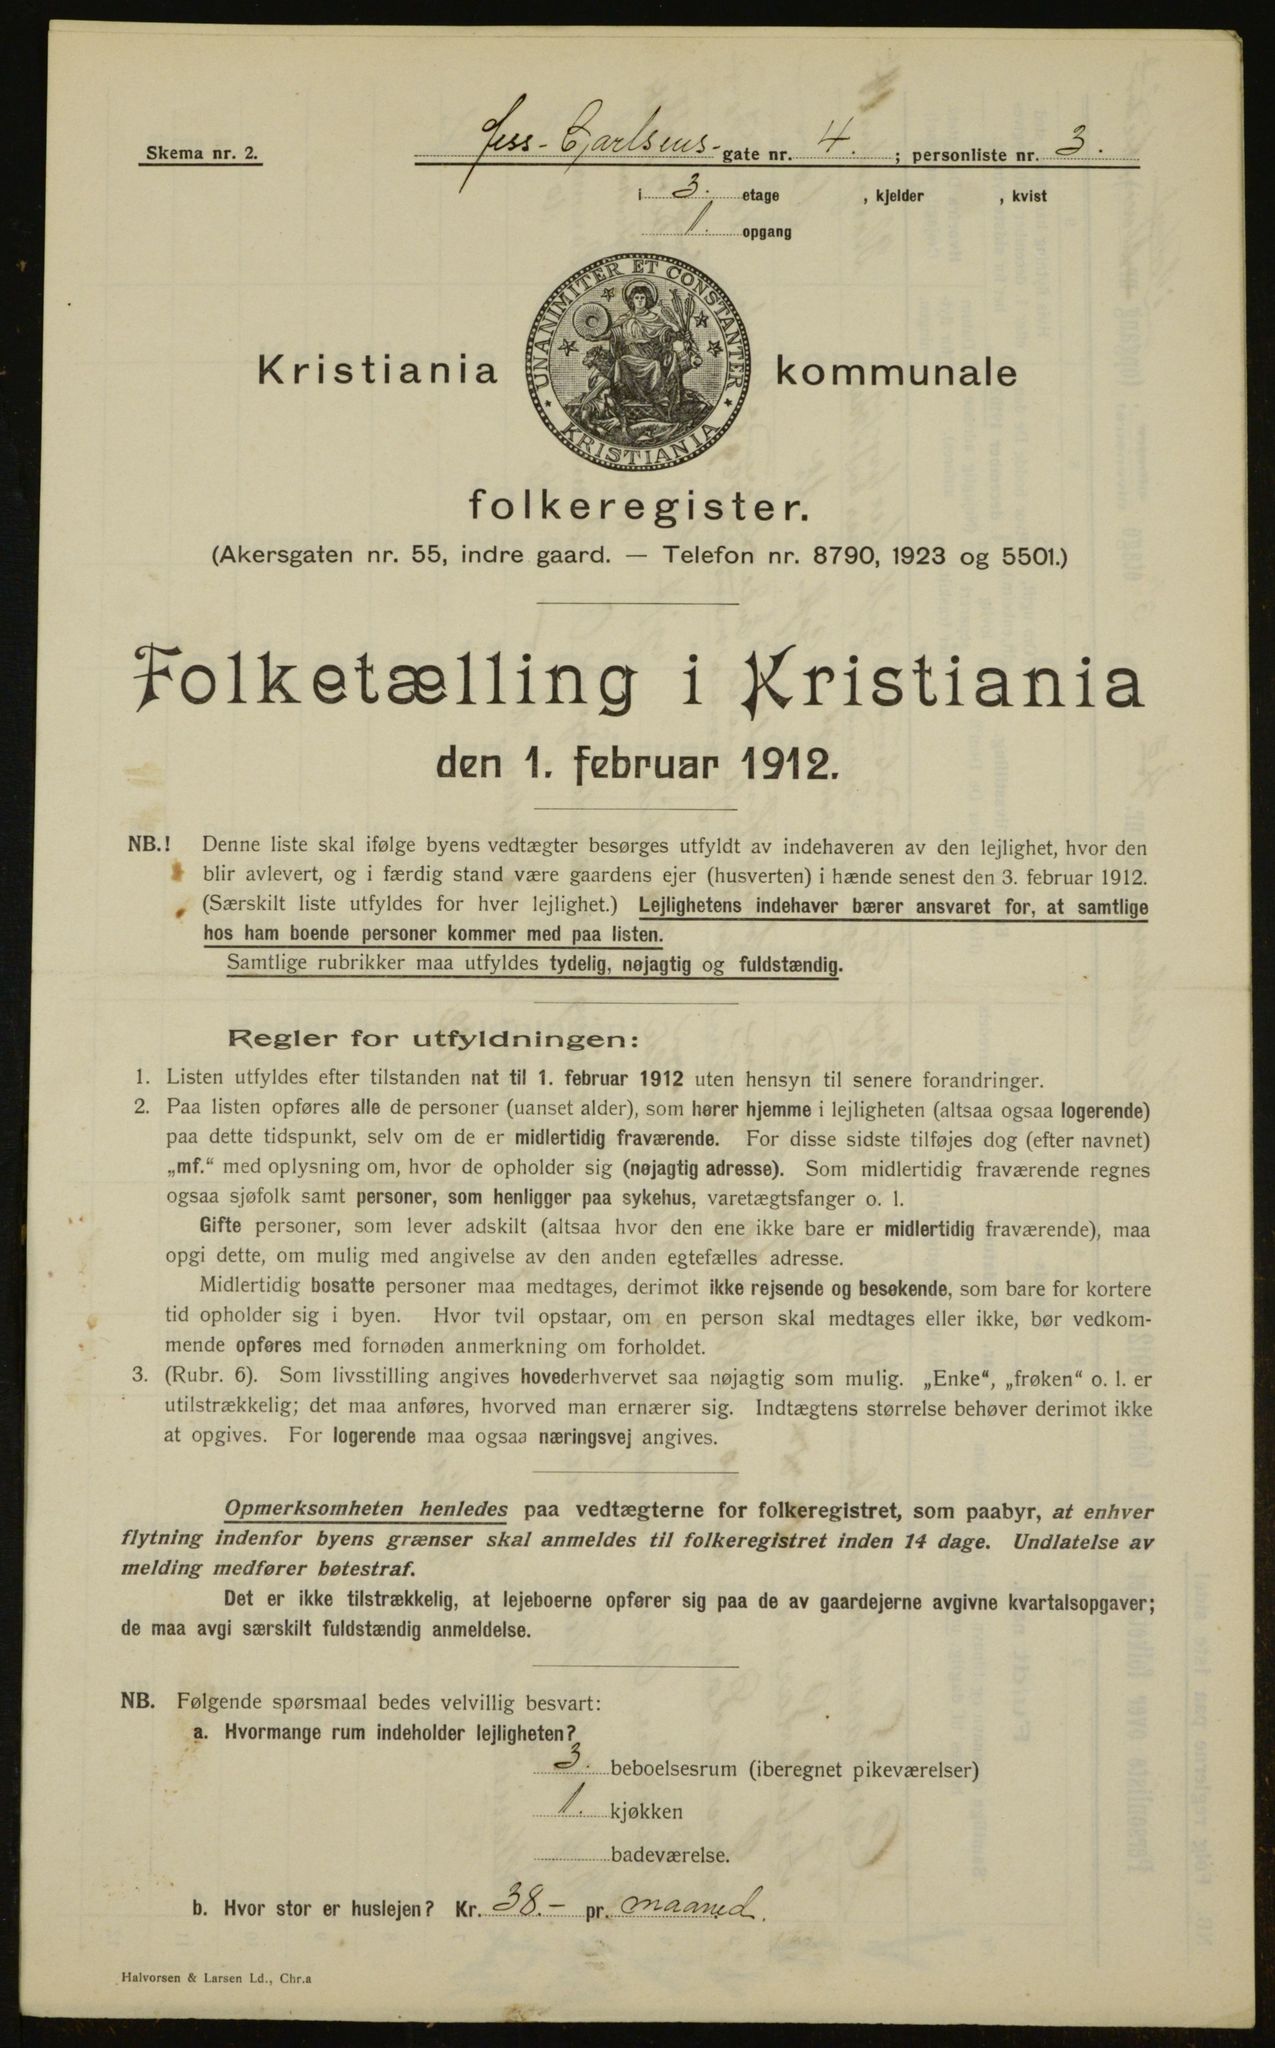 Skema nr. 2.
Jess-Carlsens- gate nr. 4. ; personliste nr. 3.
i 3. etage , kjelder , kvist
1. opgang
UNANIMITER ET CONSTANTER
KRISTIANIA
Kristiania kommunale
folkeregister.
(Akersgaten nr. 55, indre gaard. — Telefon nr. 8790, 1923 og 5501.)
Folketælling i Kristiania
den 1. februar 1912.
NB.! Denne liste skal ifølge byens vedtægter besørges utfyldt av indehaveren av den lejlighet, hvor den
blir avlevert, og i færdig stand være gaardens ejer (husverten) i hænde senest den 3. februar 1912.
(Særskilt liste utfyldes for hver lejlighet.) Lejlighetens indehaver bærer ansvaret for, at samtlige
hos ham boende personer kommer med paa listen.
Samtlige rubrikker maa utfyldes tydelig, nøjagtig og fuldstændig.
Regler for utfyldningen:
1. Listen utfyldes efter tilstanden nat til 1. februar 1912 uten hensyn til senere forandringer.
2. Paa listen opføres alle de personer (uanset alder), som hører hjemme i lejligheten (altsaa ogsaa logerende)
paa dette tidspunkt, selv om de er midlertidig fraværende. For disse sidste tilføjes dog (efter navnet)
„mf.“ med oplysning om, hvor de opholder sig (nøjagtig adresse). Som midlertidig fraværende regnes
ogsaa sjøfolk samt personer, som henligger paa sykehus, varetægtsfanger o. l.
Gifte personer, som lever adskilt (altsaa hvor den ene ikke bare er midlertidig fraværende), maa
opgi dette, om mulig med angivelse av den anden egtefælles adresse.
Midlertidig bosatte personer maa medtages, derimot ikke rejsende og besøkende, som bare for kortere
tid opholder sig i byen. Hvor tvil opstaar, om en person skal medtages eller ikke, bør vedkom-
mende opføres med fornøden anmerkning om forholdet.
3. (Rubr. 6). Som livsstilling angives hovederhvervet saa nøjagtig som mulig. „Enke“, „frøken“ o. l. er
utilstrækkelig; det maa anføres, hvorved man ernærer sig. Indtægtens størrelse behøver derimot ikke
at opgives. For logerende maa ogsaa næringsvej angives.
Opmerksomheten henledes paa vedtægterne for folkeregistret, som paabyr, at enhver
flytning indenfor byens grænser skal anmeldes til folkeregistret inden 14 dage. Undlatelse av
melding medfører bøtestraf.
Det er ikke tilstrækkelig, at lejeboerne opfører sig paa de av gaardejerne avgivne kvartalsopgaver;
de maa avgi særskilt fuldstændig anmeldelse.
NB. Følgende spørsmaal bedes velvillig besvart:
a. Hvormange rum indeholder lejligheten?
3. beboelsesrum (iberegnet pikeværelser)
1. kjøkken
badeværelse.
b. Hvor stor er huslejen? Kr. 38.- pr. maaned.
Halvorsen & Larsen Ld., Chr.a